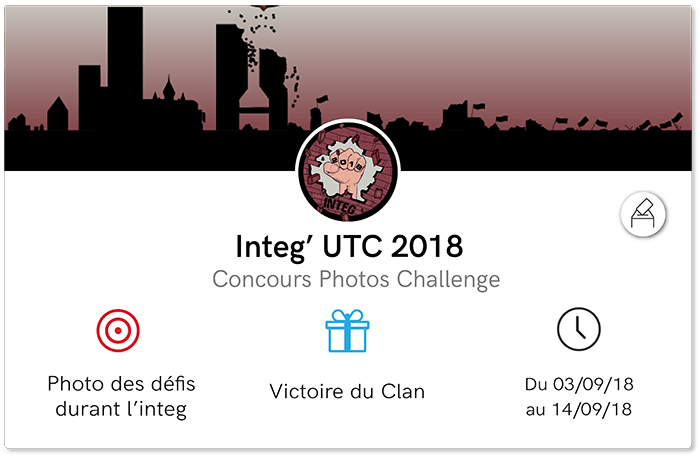 2018
INTEG
Integ’ UTC 2018
Concours Photos Challenge
Photo des défis
durant l’integ
Victoire du Clan
Du 03/09/18
au 14/09/18